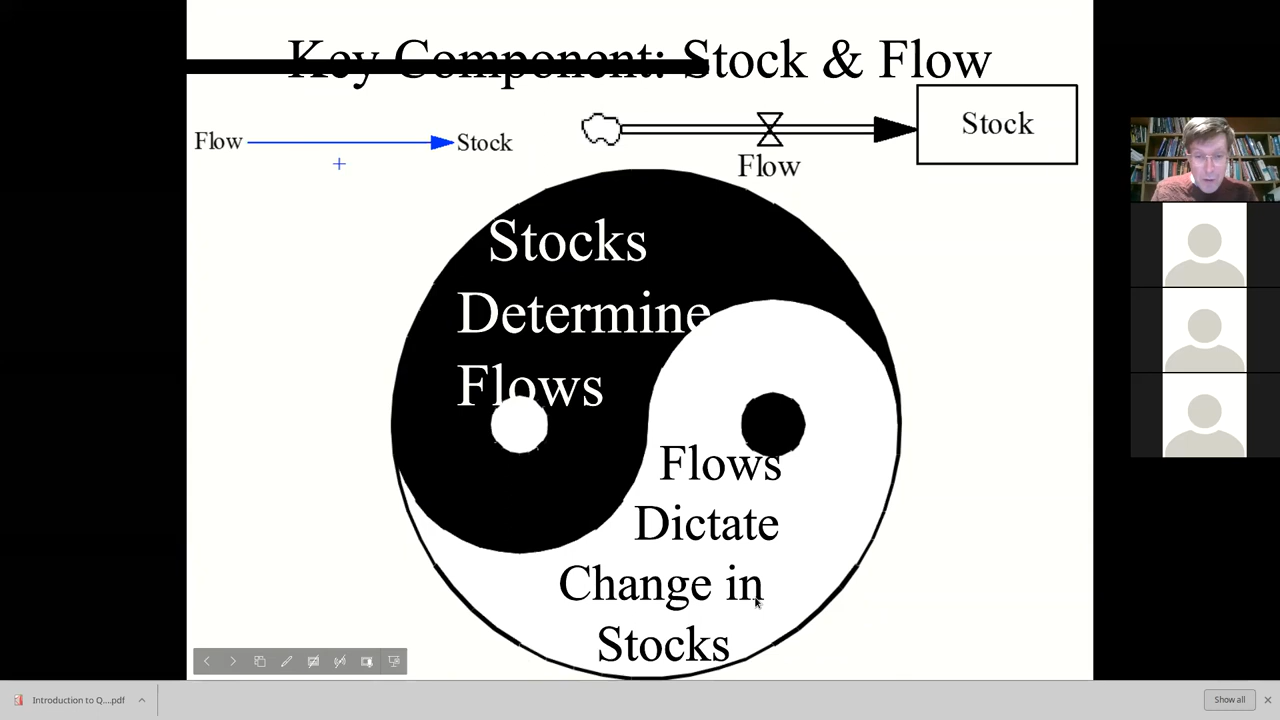 Key Component: Stock & Flow
Flow
Stock
+
Flow
Stock
Stocks
Determine
Flows
Flows
Dictate
Change in
Stocks
Introduction to Q....pdf
Show all